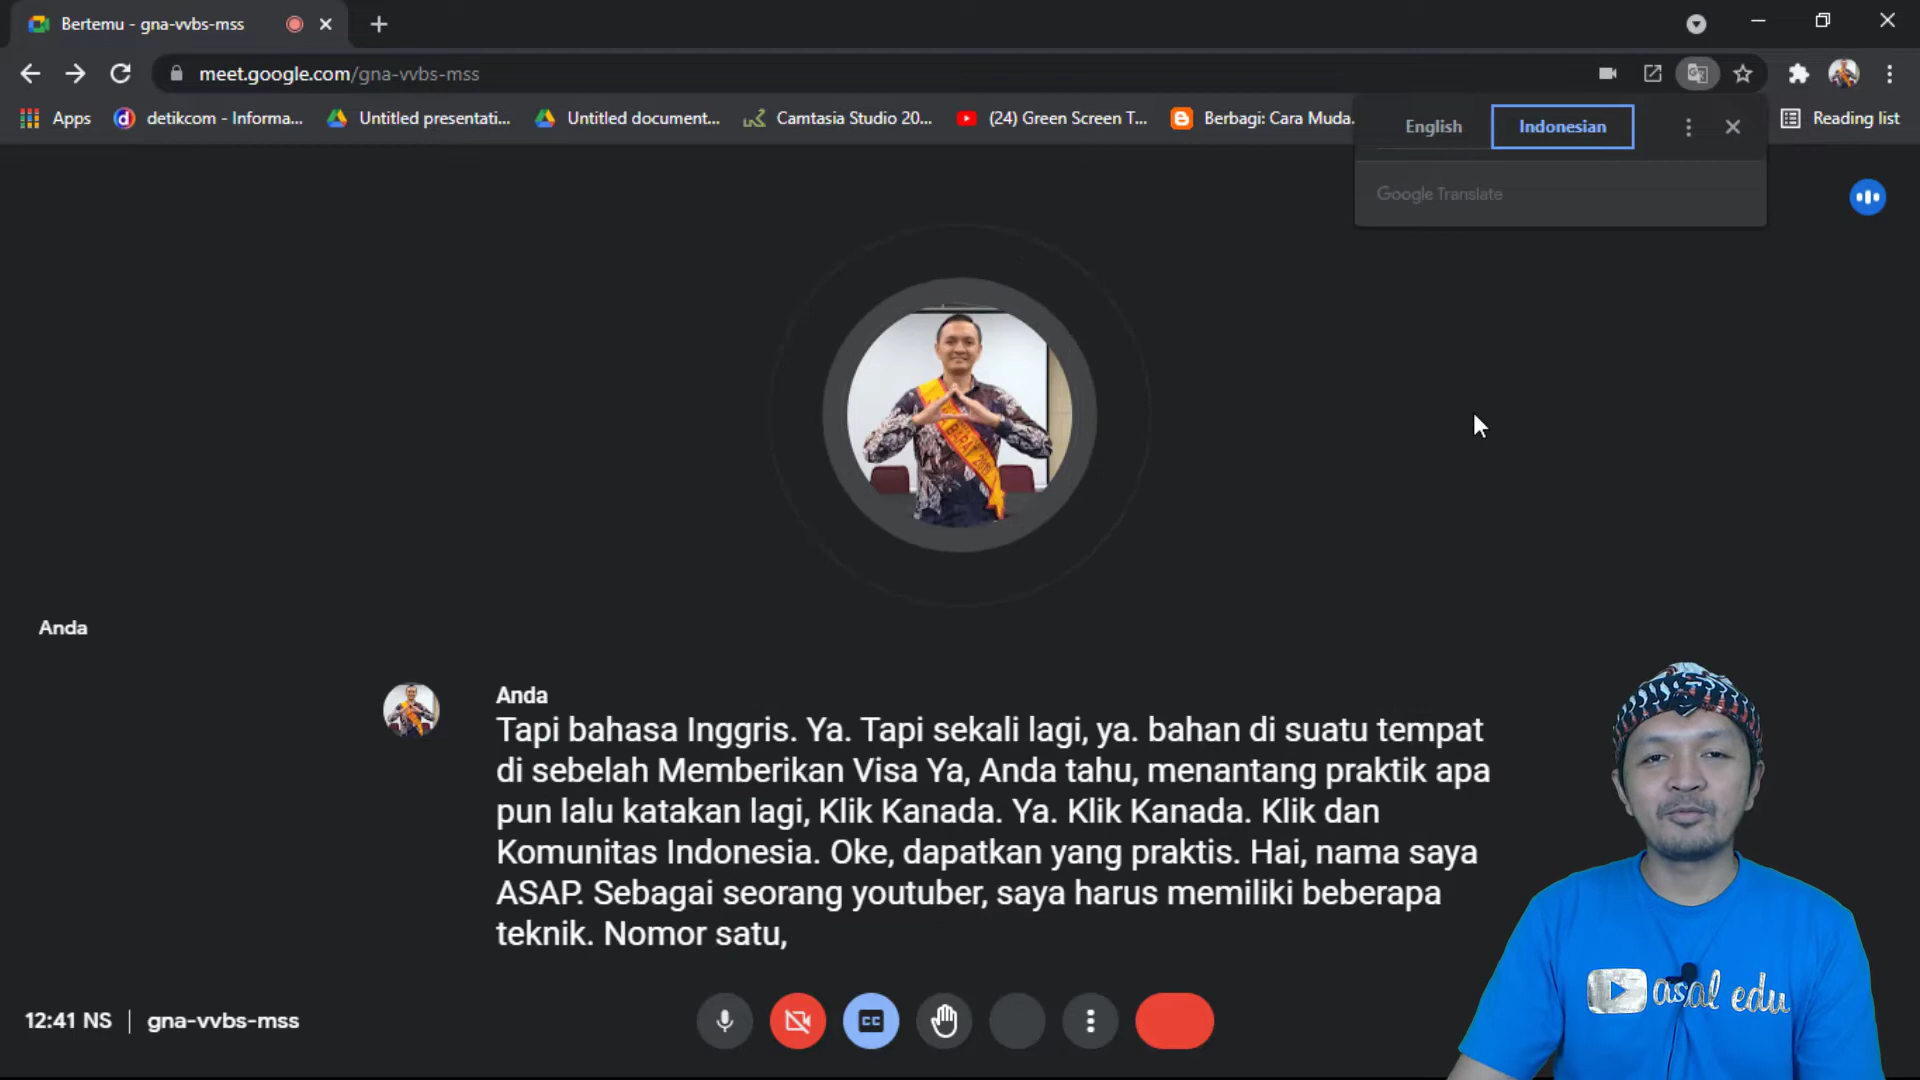 Bertemu - gna-vvbs-mss
meet.google.com/gna-vvbs-mss
Apps
detikcom - Informa...
Untitled presentati...
Untitled document...
Camtasia Studio 20...
(24) Green Screen T...
Berbagi: Cara Muda.
Reading list
English
Indonesian
Google Translate
BARAT 2019
Anda
Anda
Tapi bahasa Inggris. Ya. Tapi sekali lagi, ya. bahan di suatu tempat
di sebelah Memberikan Visa Ya, Anda tahu, menantang praktik apa
pun lalu katakan lagi, Klik Kanada. Ya. Klik Kanada. Klik dan
Komunitas Indonesia. Oke, dapatkan yang praktis. Hai, nama saya
ASAP. Sebagai seorang youtuber, saya harus memiliki beberapa
teknik. Nomor satu,
asal edu
12:41 NS | gna-vvbs-mss
CC